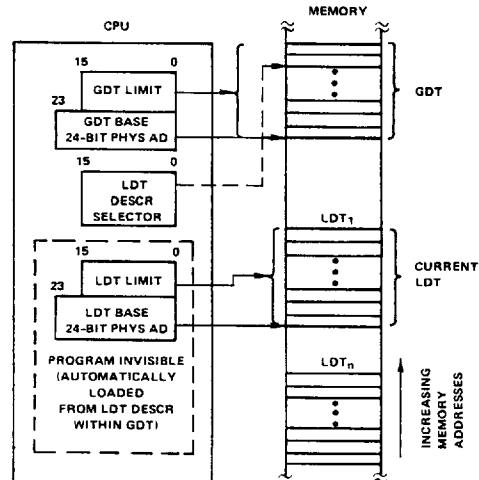 CPU
15 0
GDT LIMIT
23
GDT BASE
24-BIT PHYS AD
15 0
LDT
DESCR
SELECTOR
15 0
LDT LIMIT
23
LDT BASE
24-BIT PHYS AD
PROGRAM INVISIBLE
(AUTOMATICALLY
LOADED
FROM LDT DESCR
WITHIN GDT)
MEMORY
GDT
LDT1
CURRENT
LDT
LDTn
INCREASING
MEMORY
ADDRESSES